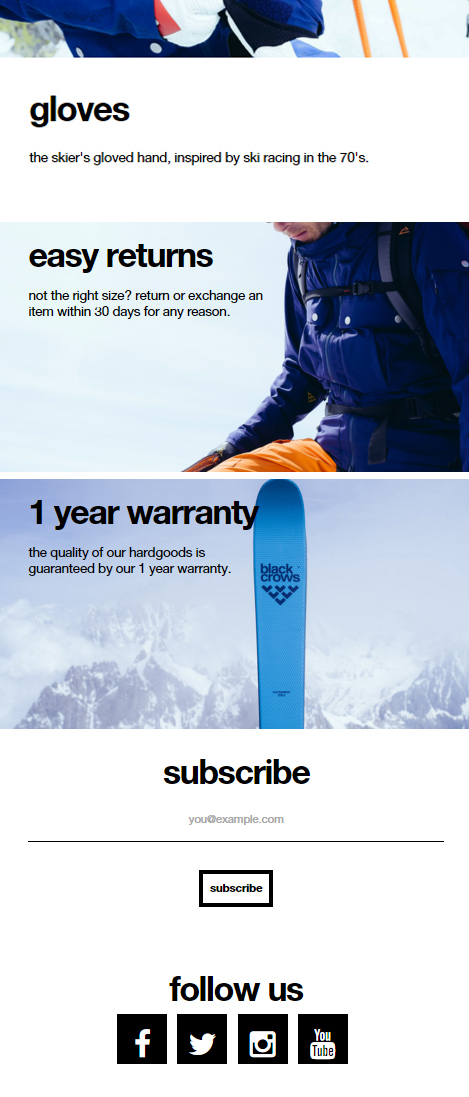 gloves
the skier's gloved hand, inspired by ski racing in the 70's.
easy returns
not the right size? return or exchange an
item within 30 days for any reason.
1 year warranty
the quality of our hardgoods is
guaranteed by our 1 year warranty.
black
crows
subscribe
you@example.com
subscribe
follow us
You
Tube